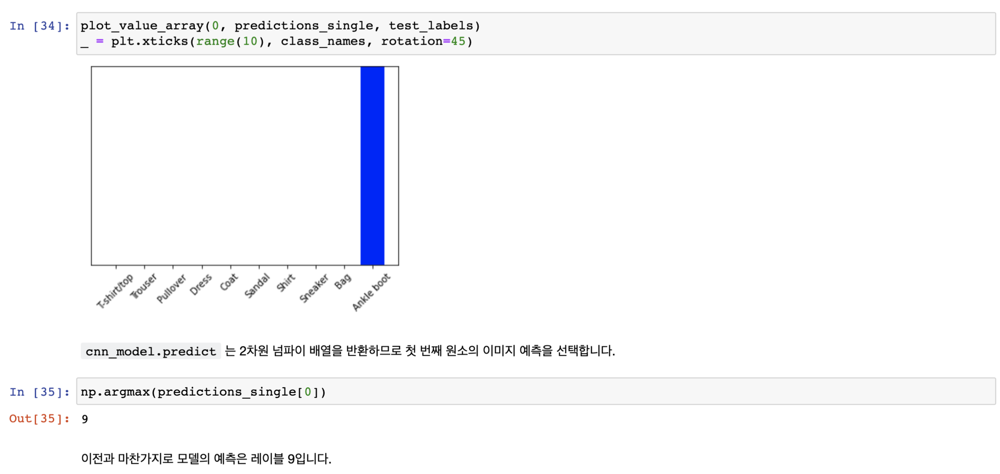 In [34]: plot_value_array(0, predictions_single, test_labels)
_ = plt.xticks(range(10), class_names, rotation=45)
T-shirt/top Trouser Pullover Dress Coat Sandal Shirt Sneaker Bag Ankle boot
cnn_model.predict 는 2차원 넘파이 배열을 반환하므로 첫 번째 원소의 이미지 예측을 선택합니다.
In [35]: np.argmax(predictions_single[0])
Out[35]: 9
이전과 마찬가지로 모델의 예측은 레이블 9입니다.